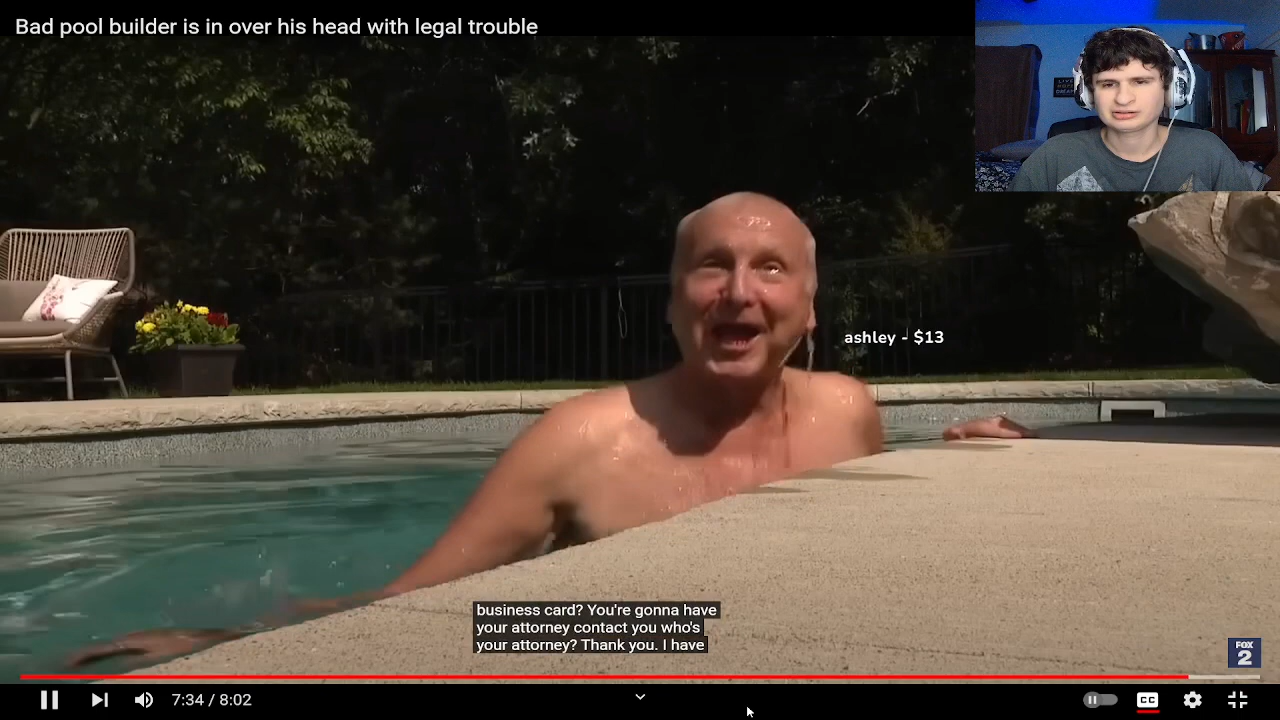 Bad pool builder is in over his head with legal trouble
ashley - $13
business card? You're gonna have
your attorney contact you who's
your attorney? Thank you. I have
FOX
2
7:34 / 8:02
CC